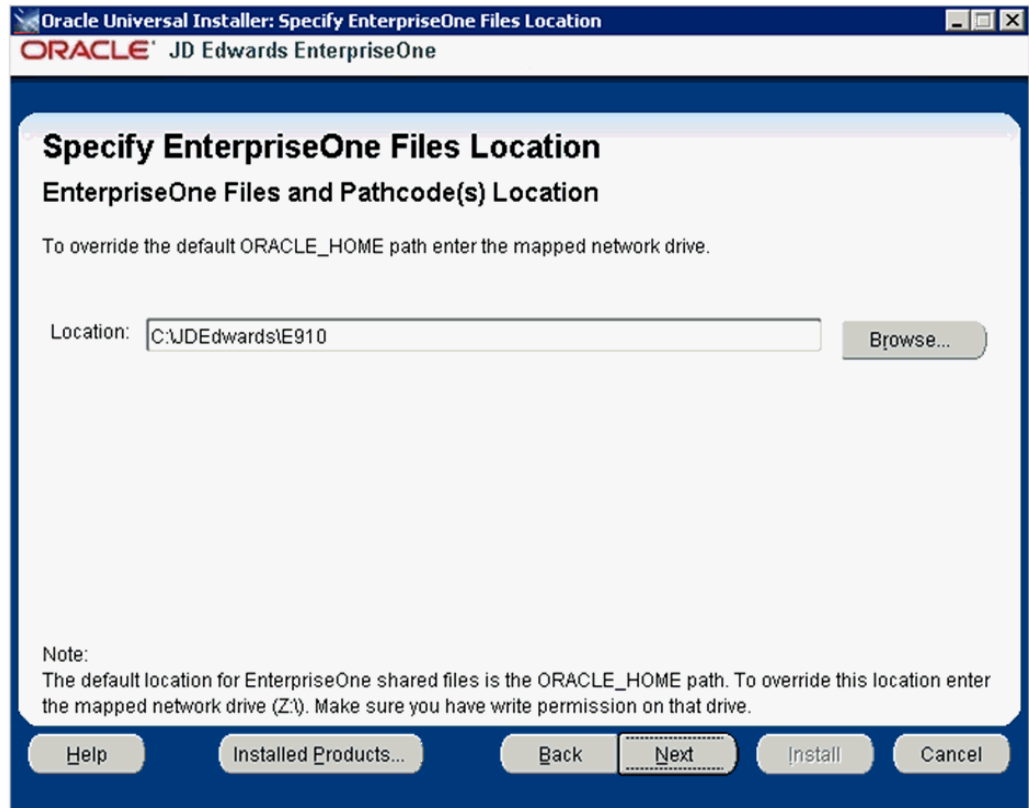 Oracle Universal Installer: Specify EnterpriseOne Files Location
ORACLE JD Edwards EnterpriseOne
Specify EnterpriseOne Files Location
EnterpriseOne Files and Pathcode(s) Location
To override the default ORACLE_HOME path enter the mapped network drive.
Location: C:\JDEdwards\E910 Browse...
Note:
The default location for EnterpriseOne shared files is the ORACLE_HOME path. To override this location enter
the mapped network drive (Z:\). Make sure you have write permission on that drive.
Help Installed Products... Back Next Install Cancel